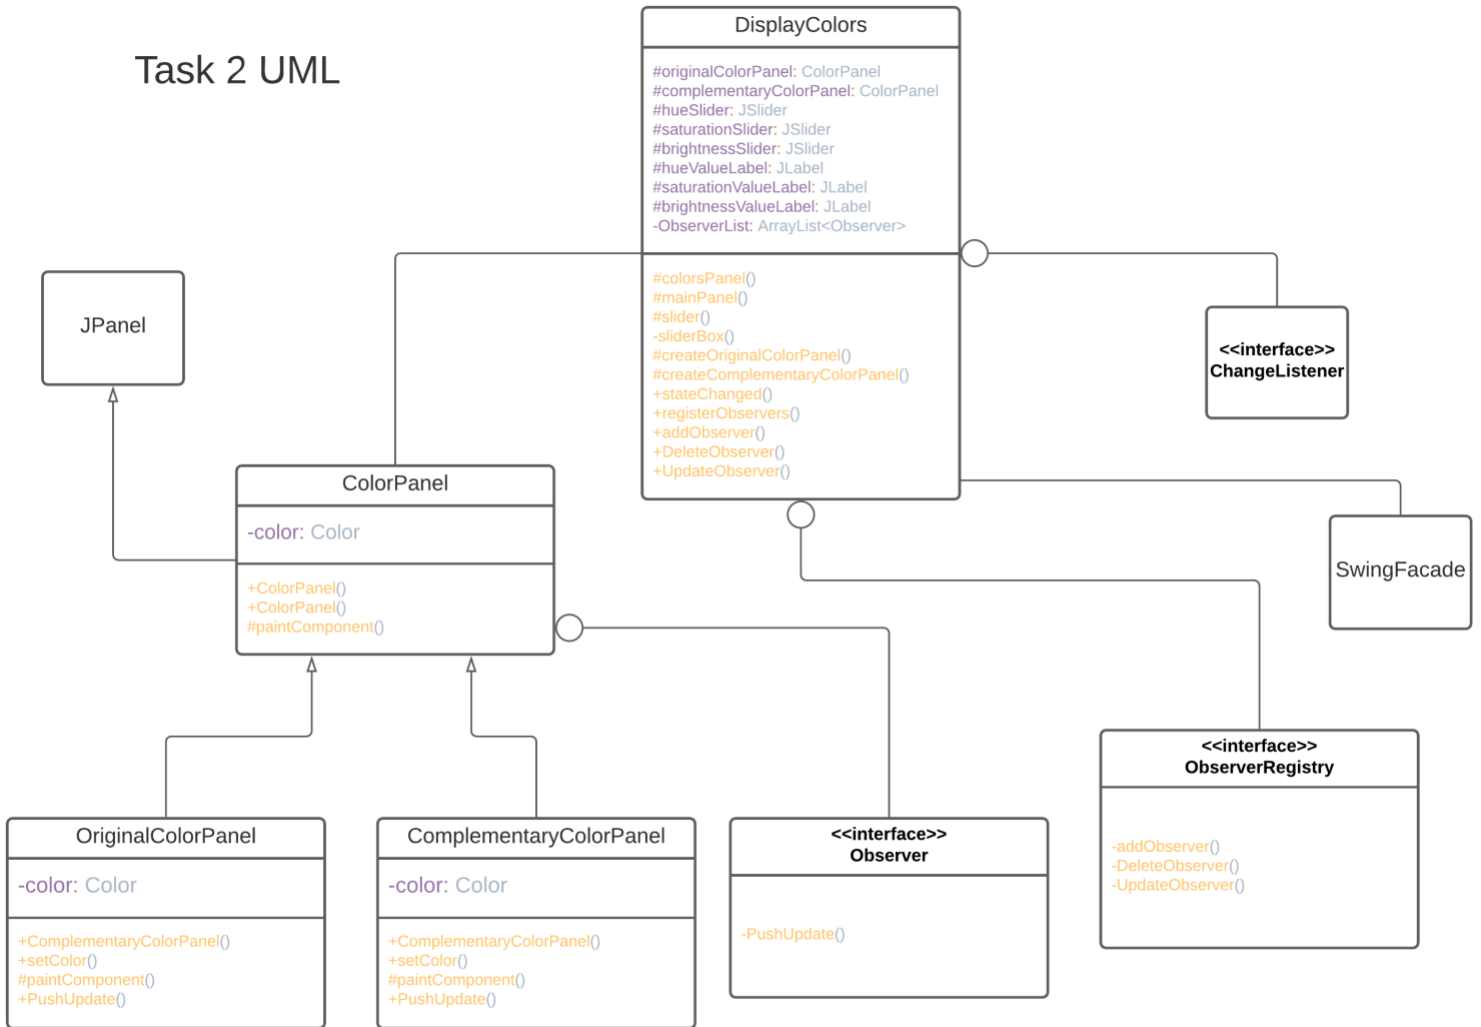 Task 2 UML
DisplayColors
#originalColorPanel: ColorPanel
#complementaryColorPanel: ColorPanel
#hueSlider: JSlider
#saturationSlider: JSlider
#brightnessSlider: JSlider
#hueValueLabel: JLabel
#saturationValueLabel: JLabel
#brightnessValueLabel: JLabel
-ObserverList: ArrayList<Observer>
#colorsPanel()
#mainPanel()
#slider()
-sliderBox()
#createOriginalColorPanel()
#createComplementaryColorPanel()
+stateChanged()
+registerObservers()
+addObserver()
+DeleteObserver()
+UpdateObserver()
JPanel
<<interface>>
ChangeListener
ColorPanel
-color: Color
+ColorPanel()
+ColorPanel()
#paintComponent()
SwingFacade
OriginalColorPanel
-color: Color
+ComplementaryColorPanel()
+setColor()
#paintComponent()
+PushUpdate()
ComplementaryColorPanel
-color: Color
+ComplementaryColorPanel()
+setColor()
#paintComponent()
+PushUpdate()
<<interface>>
Observer
-PushUpdate()
<<interface>>
ObserverRegistry
-addObserver()
-DeleteObserver()
-UpdateObserver()